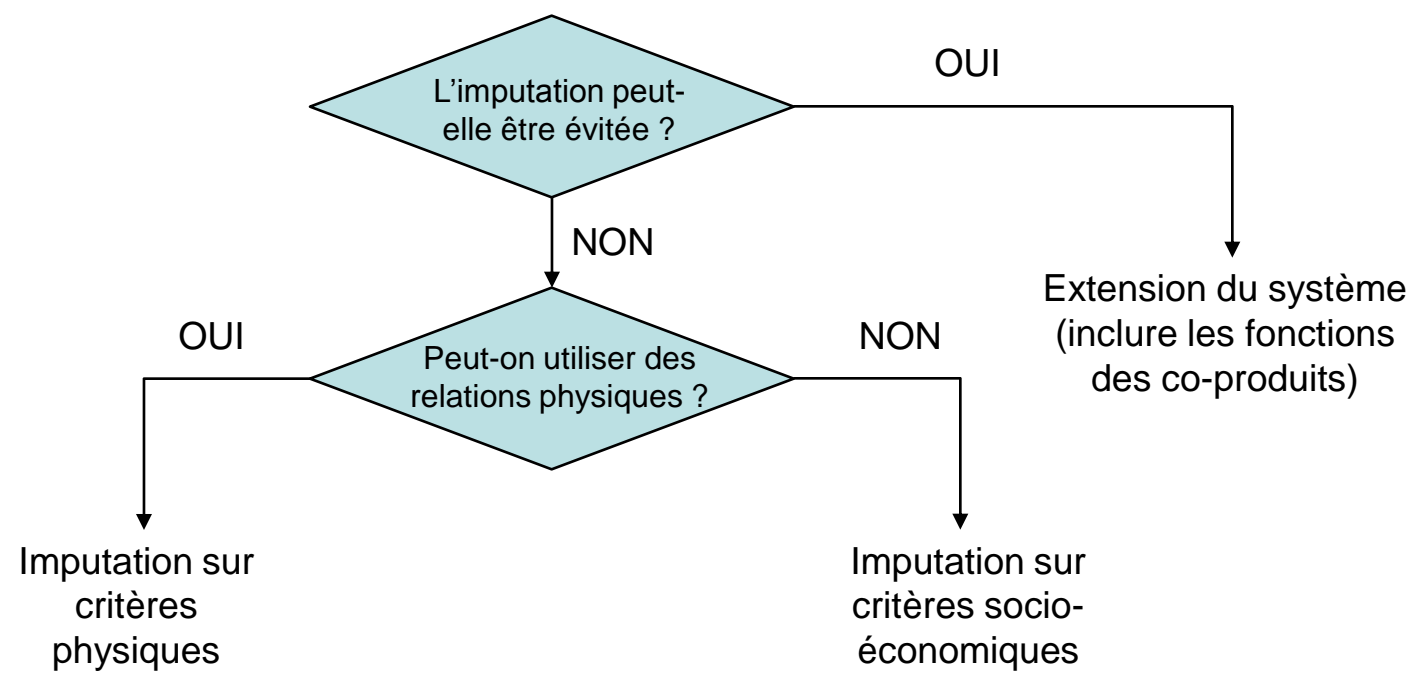 L'imputation peut-
elle être évitée ?
OUI
NON
Extension du système
(inclure les fonctions
des co-produits)
OUI
Peut-on utiliser des
relations physiques ?
NON
Imputation sur
critères
physiques
Imputation sur
critères socio-
économiques